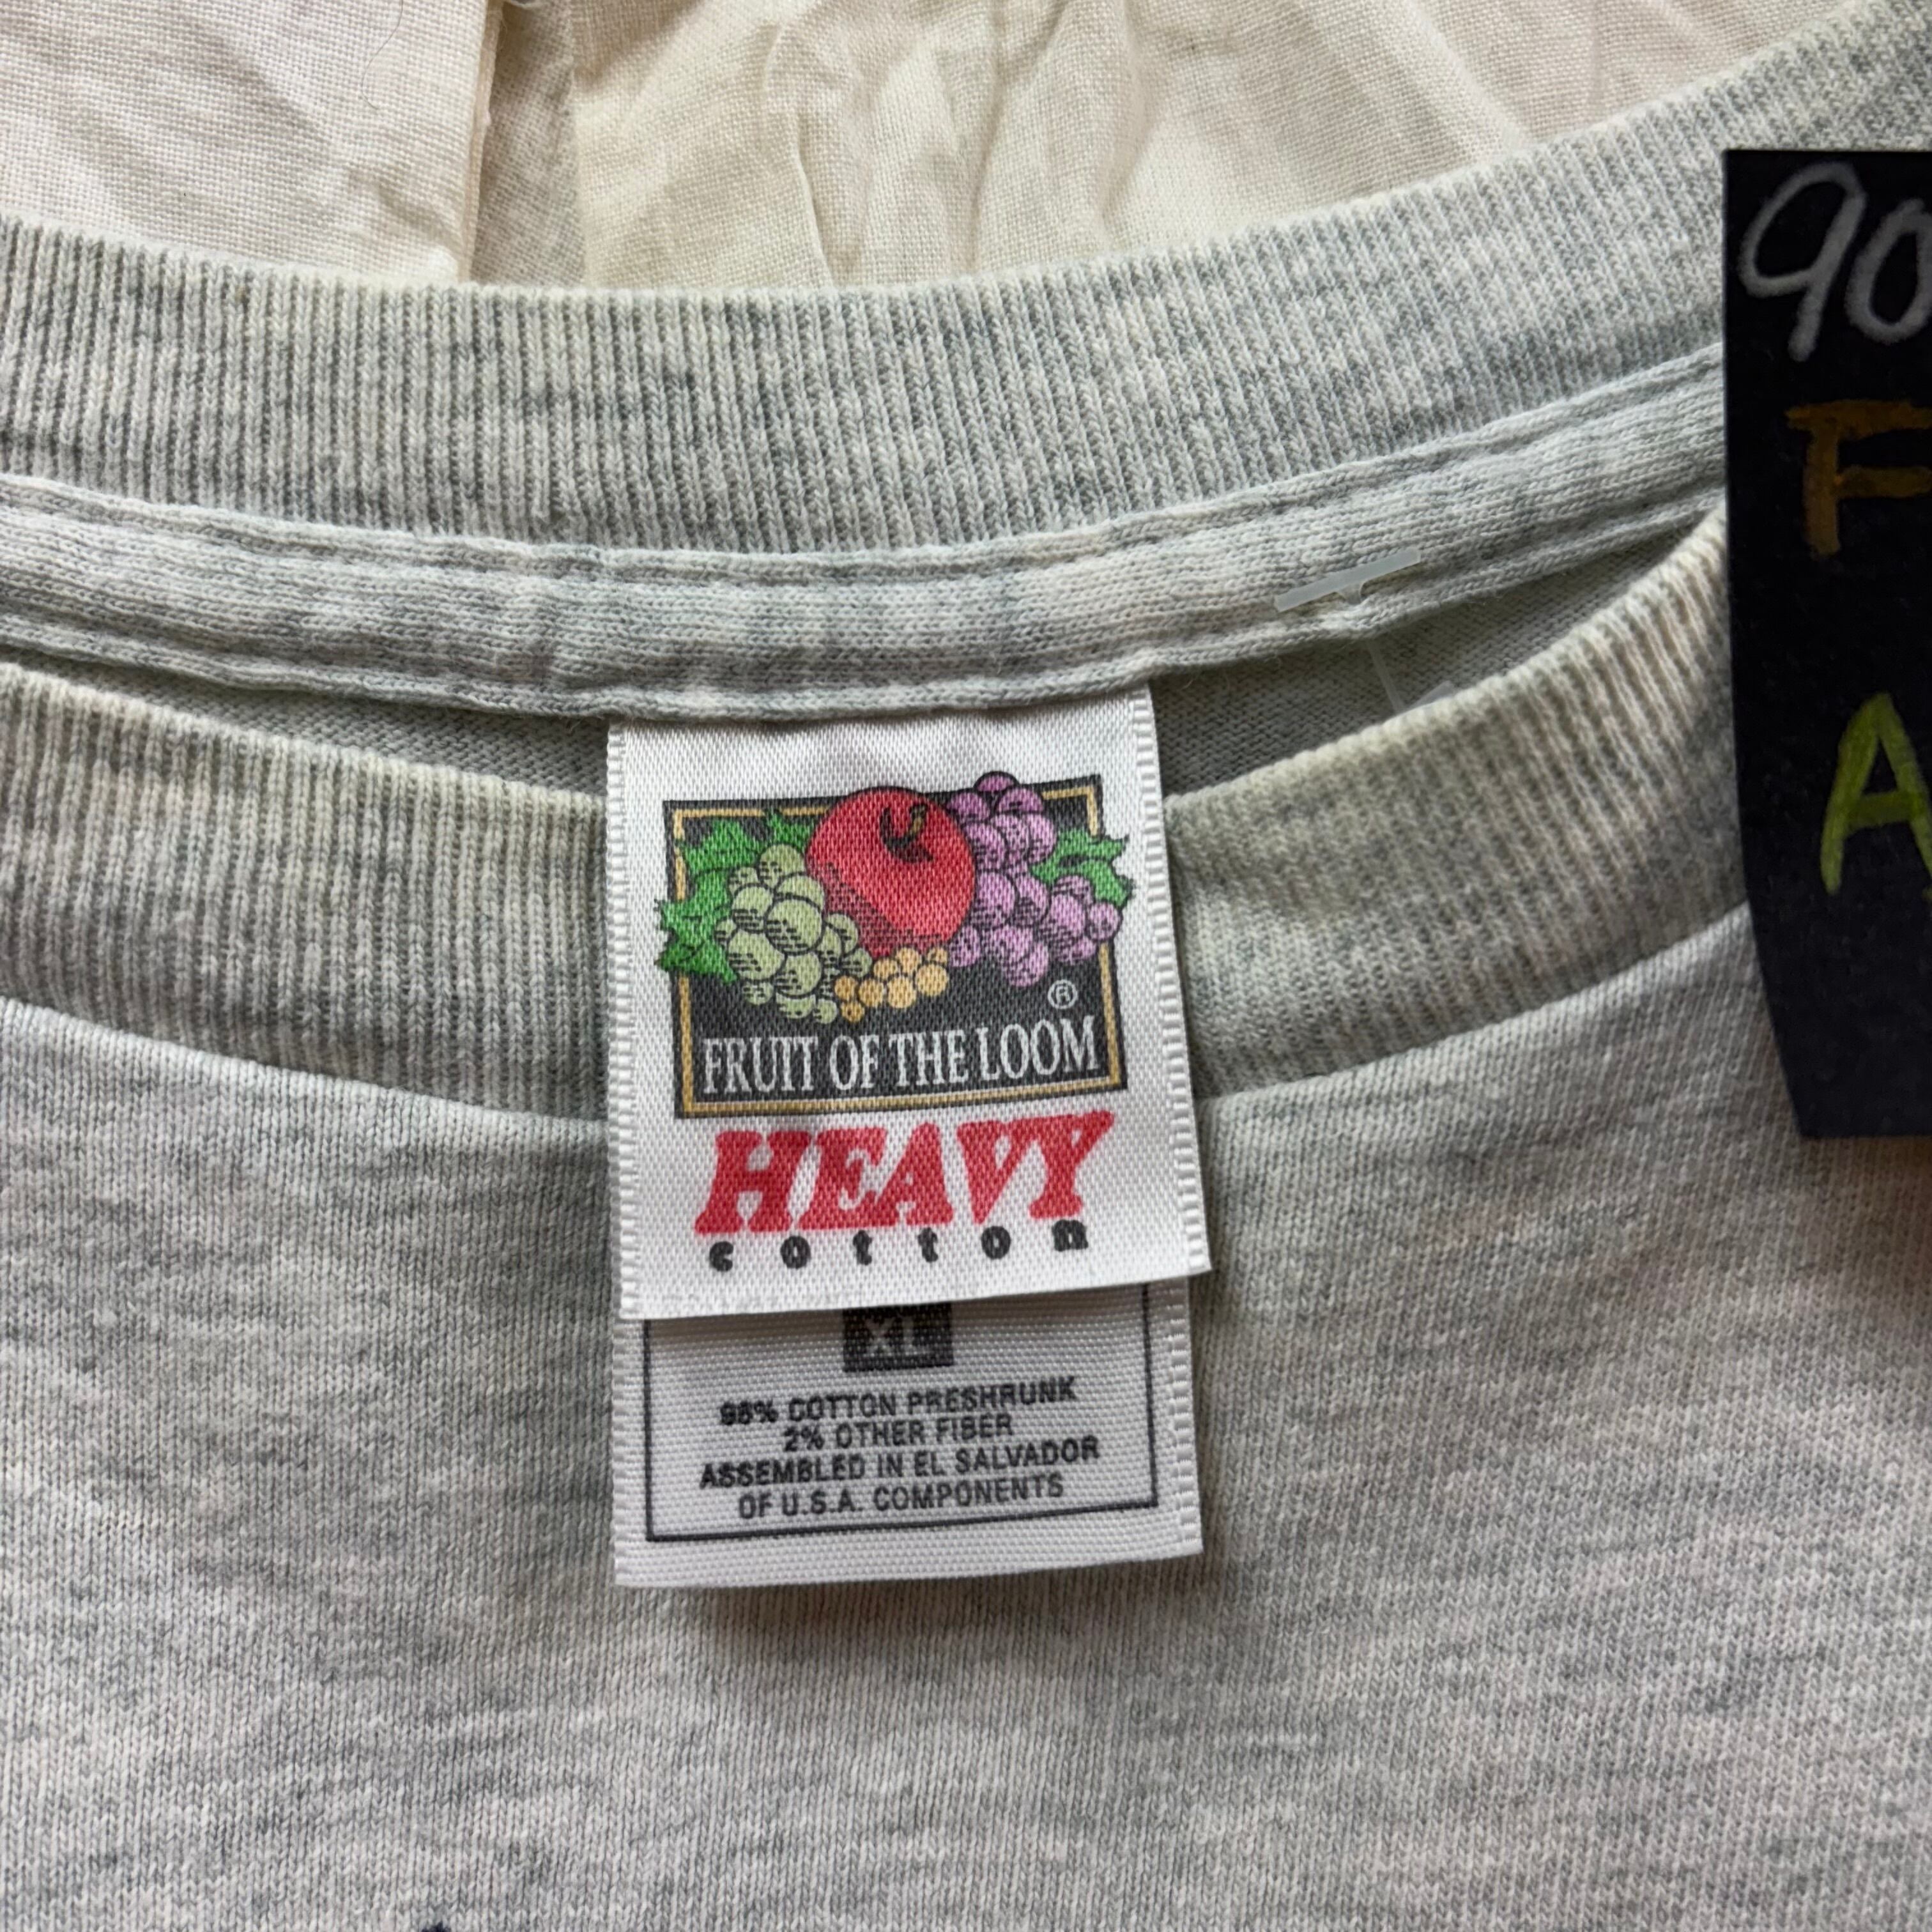 ®
FRUIT OF THE LOOM
HEAVY
cotton
XL
98% COTTON PRESHRUNK
2% OTHER FIBER
ASSEMBLED IN EL SALVADOR
OF U.S.A. COMPONENTS
90
F
A